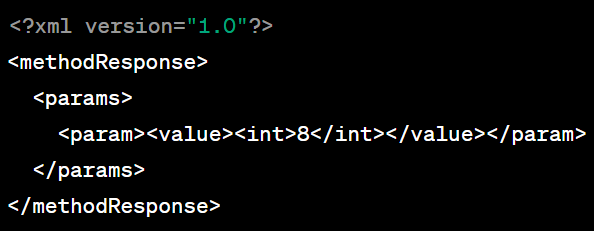 <?xml version="1.0"?>
<methodResponse>
  <params>
    <param><value><int>8</int></value></param>
  </params>
</methodResponse>